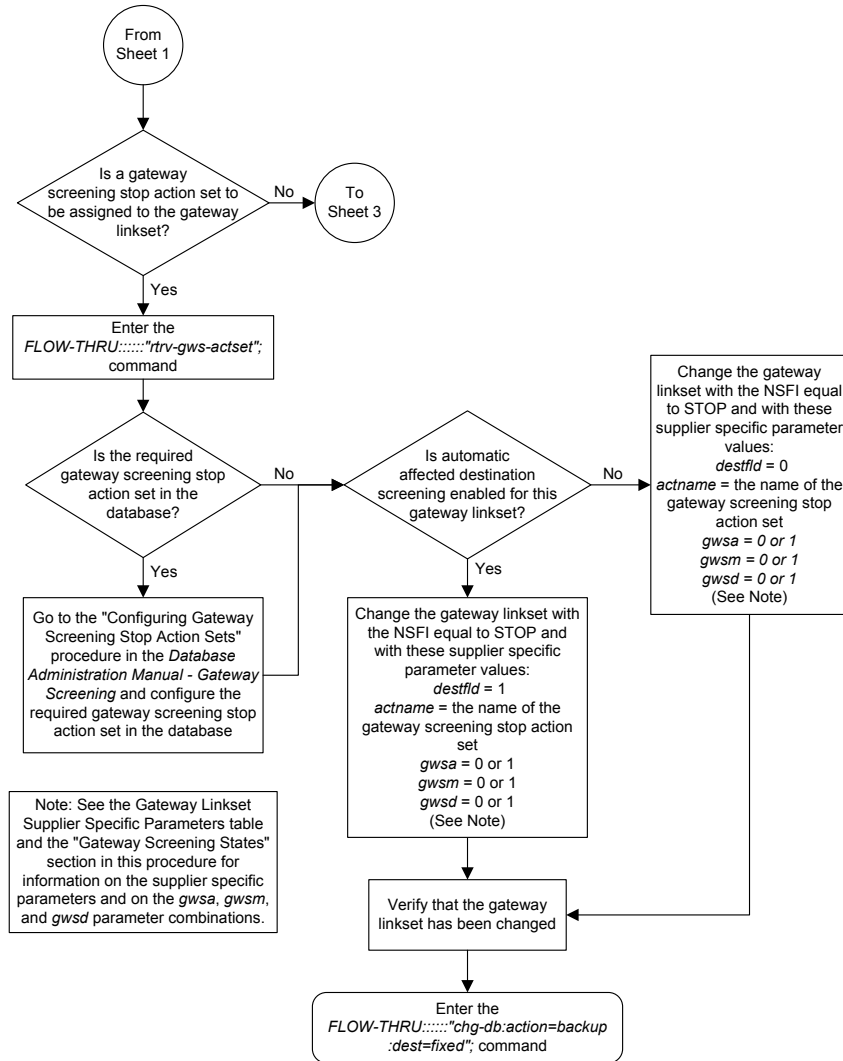 From
Sheet 1
Is a gateway
screening stop action set to
be assigned to the gateway
linkset?
No
To
Sheet 3
Yes
Enter the
FLOW-THRU::::::"rtrv-gws-actset";
command
Is the required
gateway screening stop
action set in the
database?
No
Yes
Go to the "Configuring Gateway
Screening Stop Action Sets"
procedure in the Database
Administration Manual - Gateway
Screening and configure the
required gateway screening stop
action set in the database
Is automatic
affected destination
screening enabled for this
gateway linkset?
No
Yes
Change the gateway
linkset with the NSFI equal
to STOP and with these
supplier specific parameter
values:
destfld = 0
actname = the name of the
gateway screening stop
action set
gwsa = 0 or 1
gwsm = 0 or 1
gwsd = 0 or 1
(See Note)
Change the gateway linkset with
the NSFI equal to STOP and
with these supplier specific
parameter values:
destfld = 1
actname = the name of the
gateway screening stop action
set
gwsa = 0 or 1
gwsm = 0 or 1
gwsd = 0 or 1
(See Note)
Note: See the Gateway Linkset
Supplier Specific Parameters table
and the "Gateway Screening States"
section in this procedure for
information on the supplier specific
parameters and on the gwsa, gwsm,
and gwsd parameter combinations.
Verify that the gateway
linkset has been changed
Enter the
FLOW-THRU::::::"chg-db:action=backup
:dest=fixed"; command